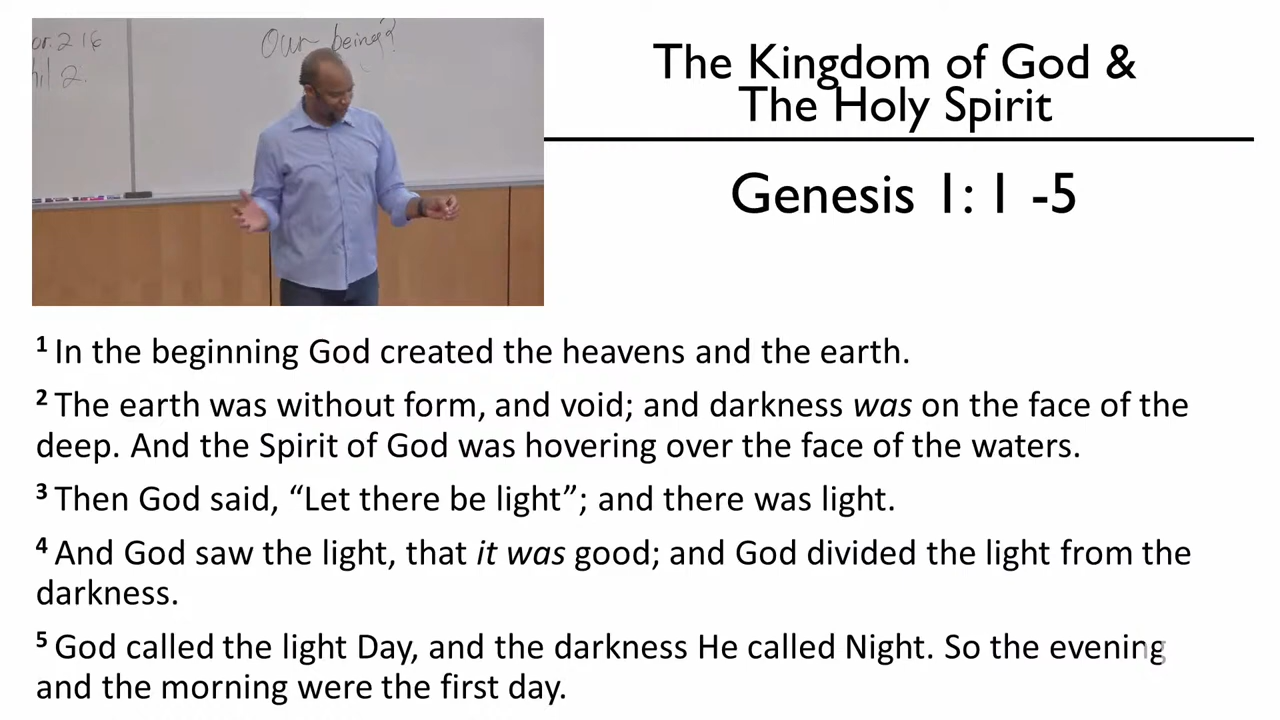 or. 2 16
hil 2.
Our being?
The Kingdom of God &
The Holy Spirit
Genesis 1: 1 -5
1 In the beginning God created the heavens and the earth.
2 The earth was without form, and void; and darkness was on the face of the
deep. And the Spirit of God was hovering over the face of the waters.
3 Then God said, “Let there be light”; and there was light.
4 And God saw the light, that it was good; and God divided the light from the
darkness.
5 God called the light Day, and the darkness He called Night. So the evening
and the morning were the first day.